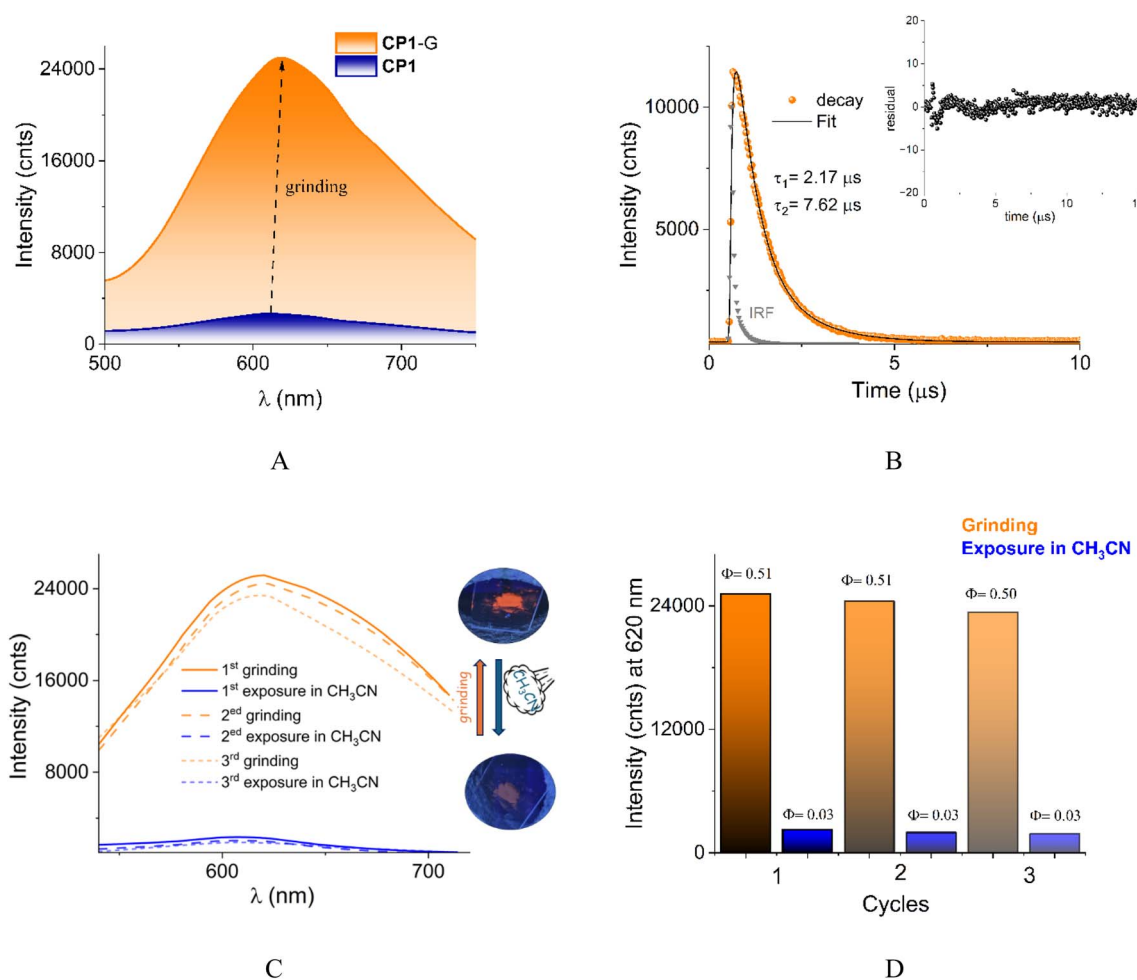 CP1-G
CP1
24000
16000
8000
0
grinding
500
600
700
Intensity (cnts)
λ (nm)
A
10000
5000
0
decay
Fit
τ1= 2.17 μs
τ2= 7.62 μs
IRF
0
5
10
Intensity (cnts)
Time (μs)
20
10
0
−10
−20
residual
0
5
10
15
time (μs)
B
24000
16000
8000
1st grinding
1st exposure in CH3CN
2ed grinding
2ed exposure in CH3CN
3rd grinding
3rd exposure in CH3CN
600
700
Intensity (cnts)
λ (nm)
grinding
CH3CN
C
Grinding
Exposure in CH3CN
Φ= 0.51
Φ= 0.51
Φ= 0.50
Φ= 0.03
Φ= 0.03
Φ= 0.03
24000
12000
0
Intensity (cnts) at 620 nm
1
2
3
Cycles
D